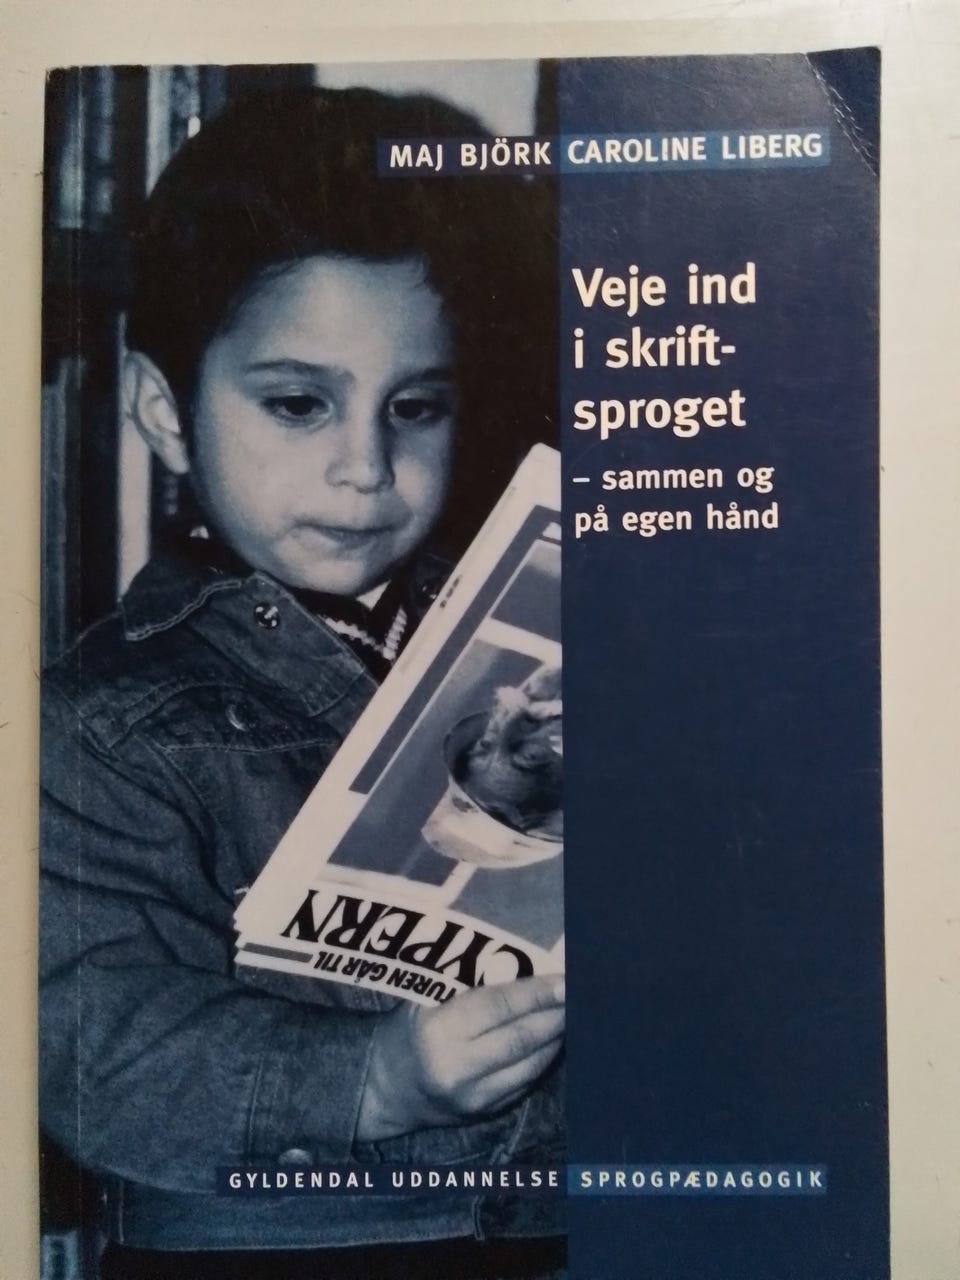 MAJ BJÖRK CAROLINE LIBERG
Veje ind
i skrift-
sproget
– sammen og
på egen hånd
TUREN GÅR TIL
CYPERN
GYLDENDAL UDDANNELSE SPROGPÆDAGOGIK